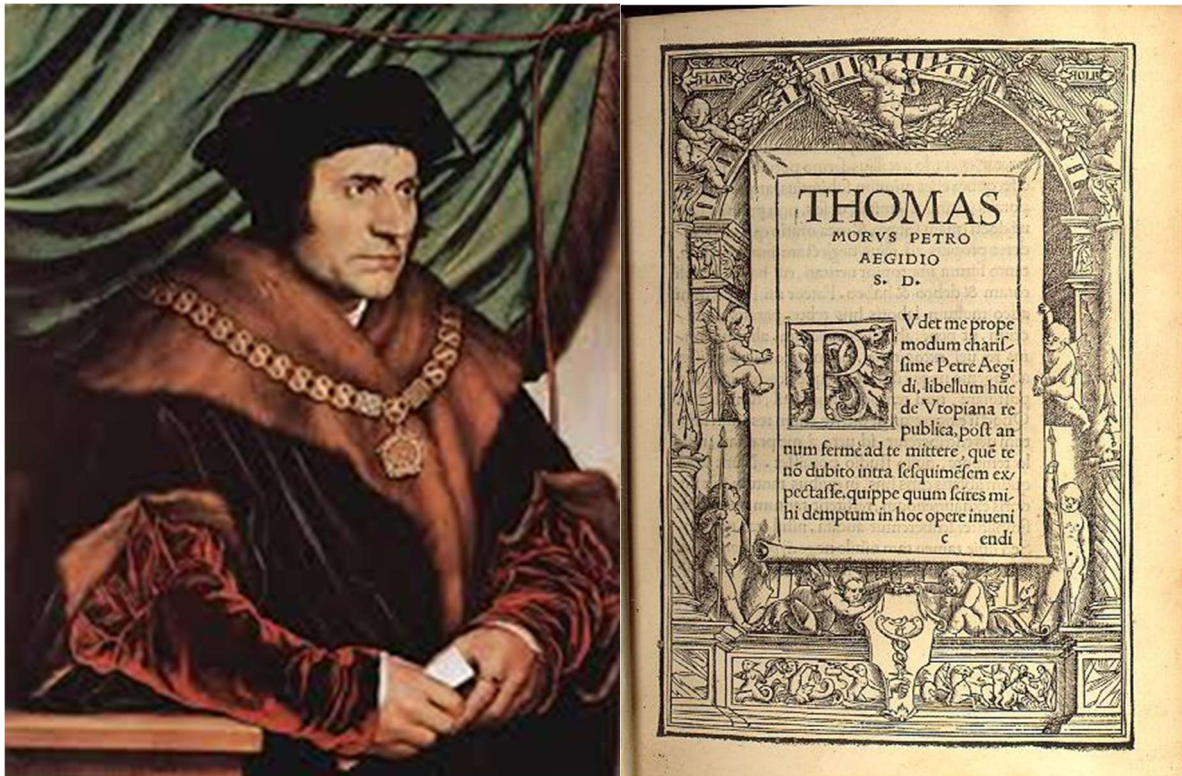 HANS
HOLB
THOMAS
MORVS PETRO
AEGIDIO
S. D.
RVdet me prope
modum charis-
sime Petre Aegi
di, libellum hūc
de Vtopiana re
publica, post an
num fermè ad te mittere, quē te
nō dubito intra sesquimēsem ex
pectasse. quippe quum scires mi-
hi demptum in hoc opere inueni
c endi